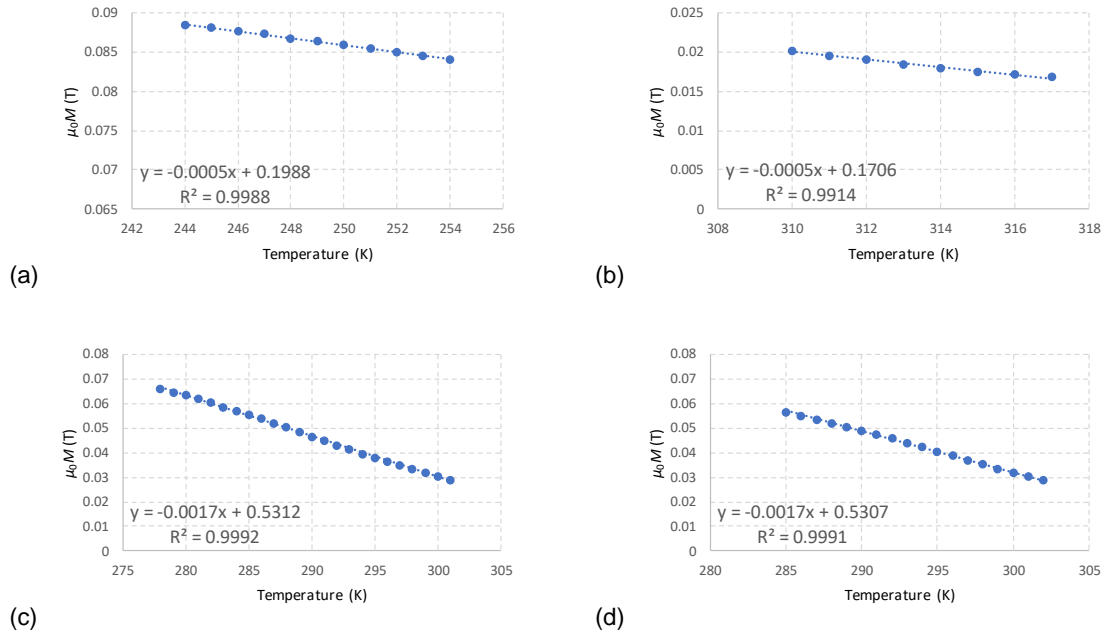 0.09
0.085
0.08
0.075
0.07
0.065
μ₀M (T)
y = -0.0005x + 0.1988
R² = 0.9988
242 244 246 248 250 252 254 256
Temperature (K)
(a)
0.025
0.02
0.015
0.01
0.005
0
μ₀M (T)
y = -0.0005x + 0.1706
R² = 0.9914
308 310 312 314 316 318
Temperature (K)
(b)
0.08
0.07
0.06
0.05
0.04
0.03
0.02
0.01
0
μ₀M (T)
y = -0.0017x + 0.5312
R² = 0.9992
275 280 285 290 295 300 305
Temperature (K)
(c)
0.08
0.07
0.06
0.05
0.04
0.03
0.02
0.01
0
μ₀M (T)
y = -0.0017x + 0.5307
R² = 0.9991
280 285 290 295 300 305
Temperature (K)
(d)